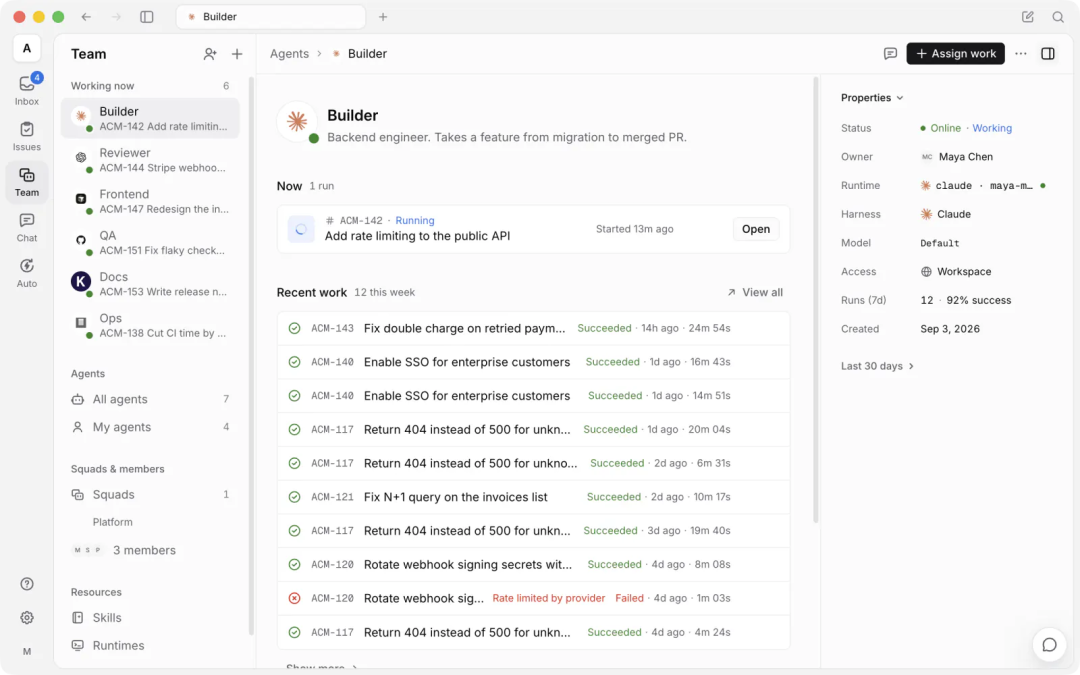 Builder
A
4
Inbox
Issues
Team
Chat
Auto
M
Team
Working now 6
Builder
ACM-142 Add rate limitin...
Reviewer
ACM-144 Stripe webhoo...
Frontend
ACM-147 Redesign the in...
QA
ACM-151 Fix flaky check...
K
Docs
ACM-153 Write release n...
Ops
ACM-138 Cut CI time by ...
Agents
All agents 7
My agents 4
Squads & members
Squads 1
Platform
M S P 3 members
Resources
Skills
Runtimes
Agents › Builder
+ Assign work
Builder
Backend engineer. Takes a feature from migration to merged PR.
Now 1 run
# ACM-142 · Running
Add rate limiting to the public API
Started 13m ago
Open
Recent work 12 this week
View all
ACM-143 Fix double charge on retried paym... Succeeded · 14h ago · 24m 54s
ACM-140 Enable SSO for enterprise customers Succeeded · 1d ago · 16m 43s
ACM-140 Enable SSO for enterprise customers Succeeded · 1d ago · 14m 51s
ACM-117 Return 404 instead of 500 for unkn... Succeeded · 1d ago · 20m 04s
ACM-117 Return 404 instead of 500 for unkno... Succeeded · 2d ago · 6m 31s
ACM-121 Fix N+1 query on the invoices list Succeeded · 2d ago · 10m 17s
ACM-117 Return 404 instead of 500 for unkn... Succeeded · 3d ago · 19m 40s
ACM-120 Rotate webhook signing secrets wit... Succeeded · 4d ago · 8m 08s
ACM-120 Rotate webhook sig... Rate limited by provider Failed · 4d ago · 1m 03s
ACM-117 Return 404 instead of 500 for unkn... Succeeded · 4d ago · 4m 24s
Show more
Properties
Status Online · Working
Owner MC Maya Chen
Runtime claude · maya-m...
Harness Claude
Model Default
Access Workspace
Runs (7d) 12 · 92% success
Created Sep 3, 2026
Last 30 days